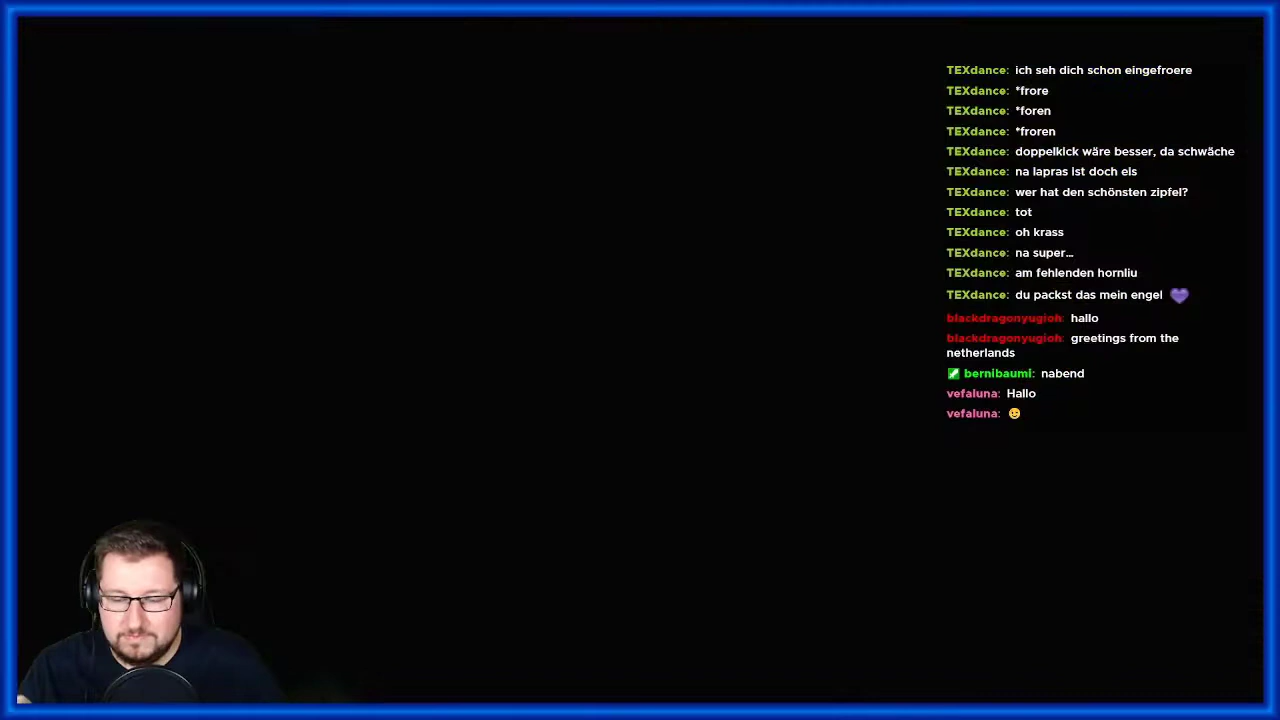 TEXdance: ich seh dich schon eingefroere
TEXdance: *frore
TEXdance: *foren
TEXdance: *froren
TEXdance: doppelkick wäre besser, da schwäche
TEXdance: na lapras ist doch eis
TEXdance: wer hat den schönsten zipfel?
TEXdance: tot
TEXdance: oh krass
TEXdance: na super...
TEXdance: am fehlenden hornliu
TEXdance: du packst das mein engel
blackdragonyugioh: hallo
blackdragonyugioh: greetings from the
netherlands
bernibaumi: nabend
vefaluna: Hallo
vefaluna: